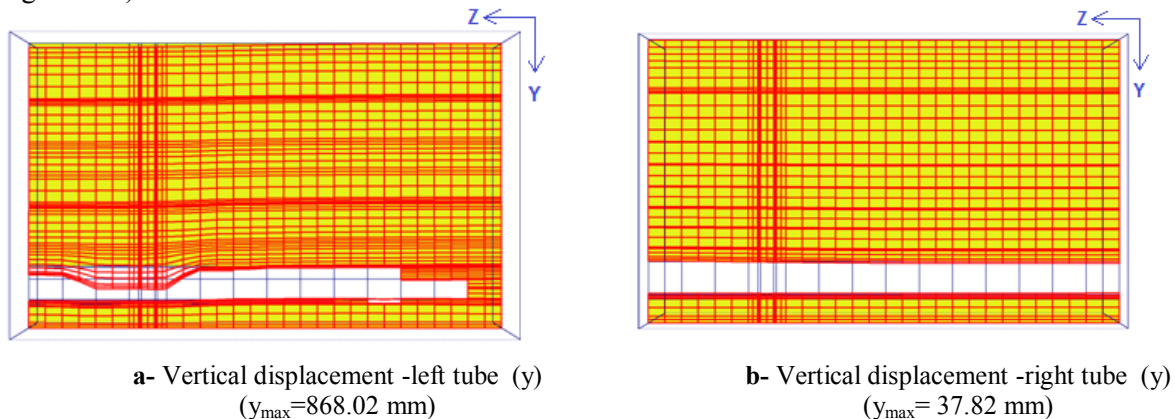 Z
Y
Z
Y
a- Vertical displacement -left tube (y)
(ymax=868.02 mm)
b- Vertical displacement -right tube (y)
(ymax= 37.82 mm)